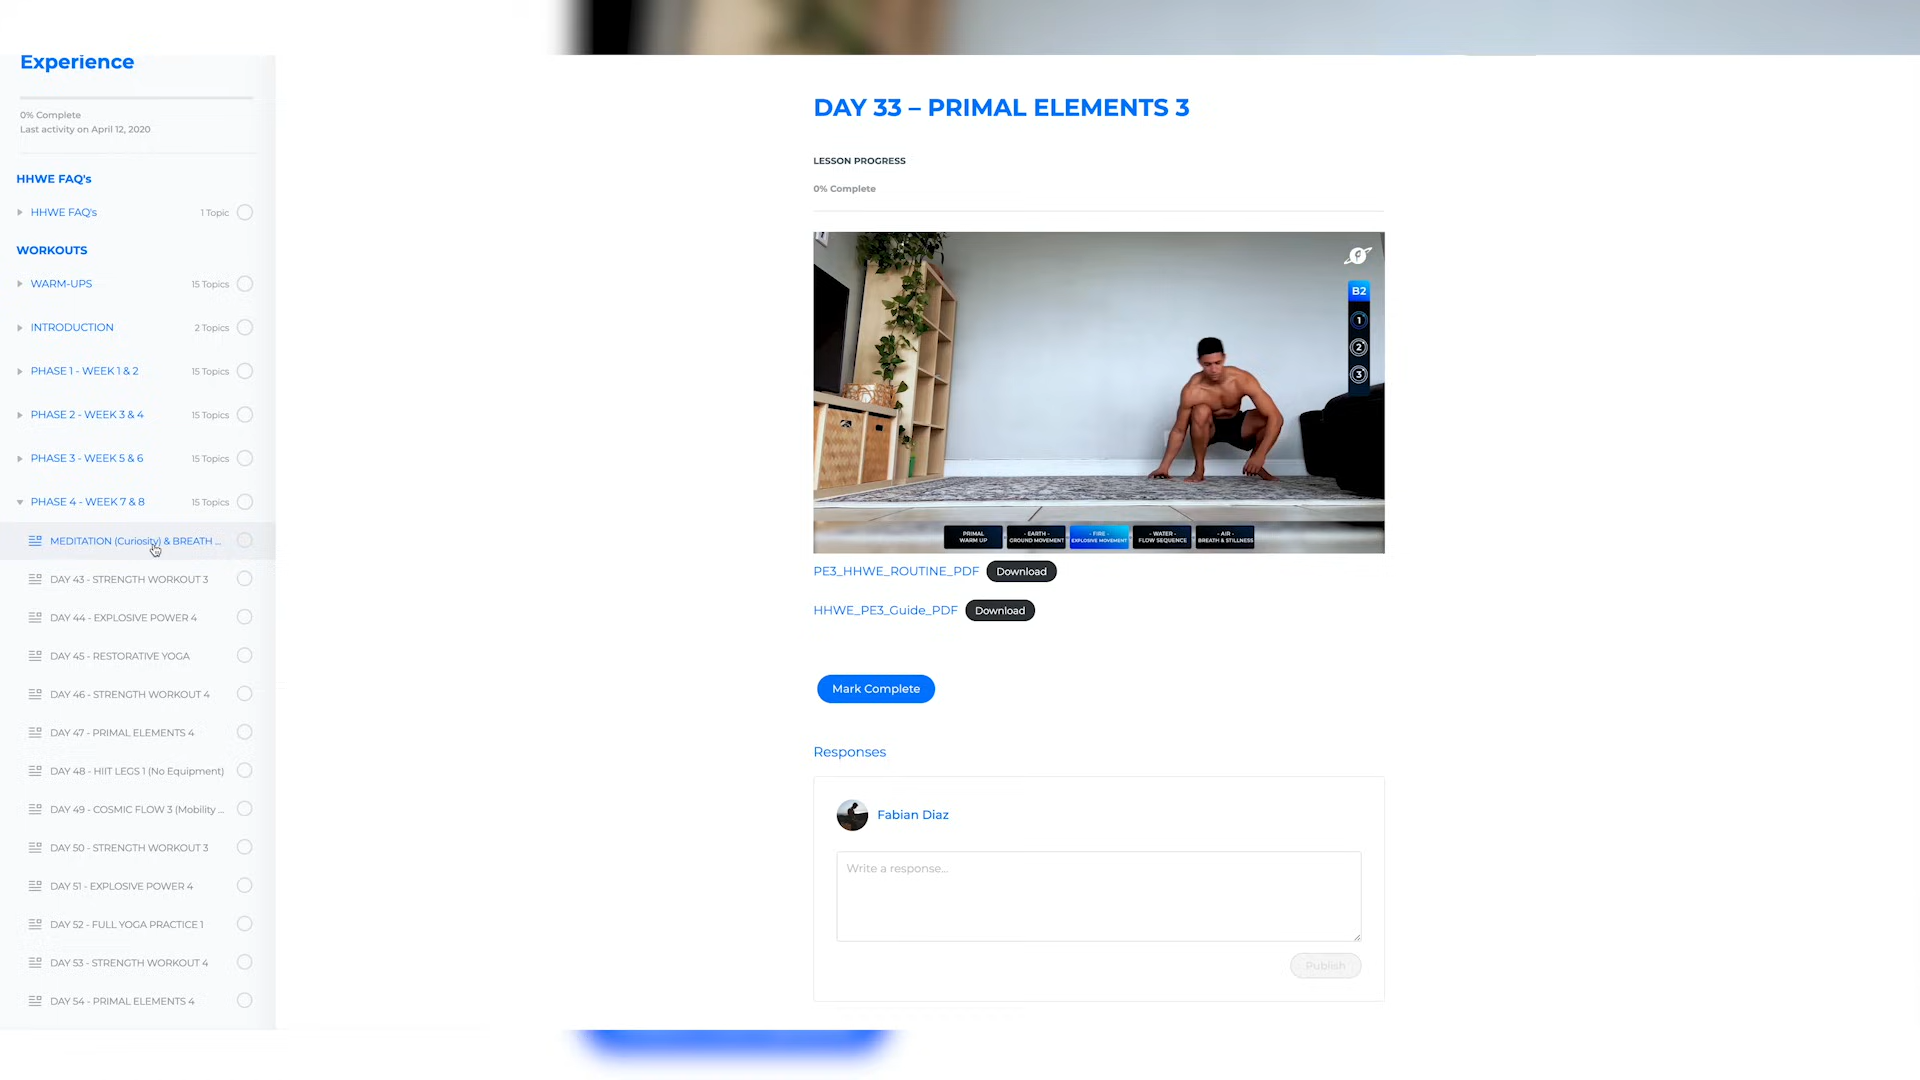 Experience
0% Complete
Last activity on April 12, 2020
HHWE FAQ's
HHWE FAQ's 1 Topic
WORKOUTS
WARM-UPS 15 Topics
INTRODUCTION 2 Topics
PHASE 1 - WEEK 1 & 2 15 Topics
PHASE 2 - WEEK 3 & 4 15 Topics
PHASE 3 - WEEK 5 & 6 15 Topics
PHASE 4 - WEEK 7 & 8 15 Topics
MEDITATION (Curiosity) & BREATH ...
DAY 43 - STRENGTH WORKOUT 3
DAY 44 - EXPLOSIVE POWER 4
DAY 45 - RESTORATIVE YOGA
DAY 46 - STRENGTH WORKOUT 4
DAY 47 - PRIMAL ELEMENTS 4
DAY 48 - HIIT LEGS 1 (No Equipment)
DAY 49 - COSMIC FLOW 3 (Mobility ...
DAY 50 - STRENGTH WORKOUT 3
DAY 51 - EXPLOSIVE POWER 4
DAY 52 - FULL YOGA PRACTICE 1
DAY 53 - STRENGTH WORKOUT 4
DAY 54 - PRIMAL ELEMENTS 4
DAY 33 – PRIMAL ELEMENTS 3
LESSON PROGRESS
0% Complete
B2
1
2
3
PRIMAL
WARM UP
- EARTH -
GROUND MOVEMENT
- FIRE -
EXPLOSIVE MOVEMENT
- WATER -
FLOW SEQUENCE
- AIR -
BREATH & STILLNESS
PE3_HHWE_ROUTINE_PDF Download
HHWE_PE3_Guide_PDF Download
Mark Complete
Responses
Fabian Diaz
Write a response...
Publish